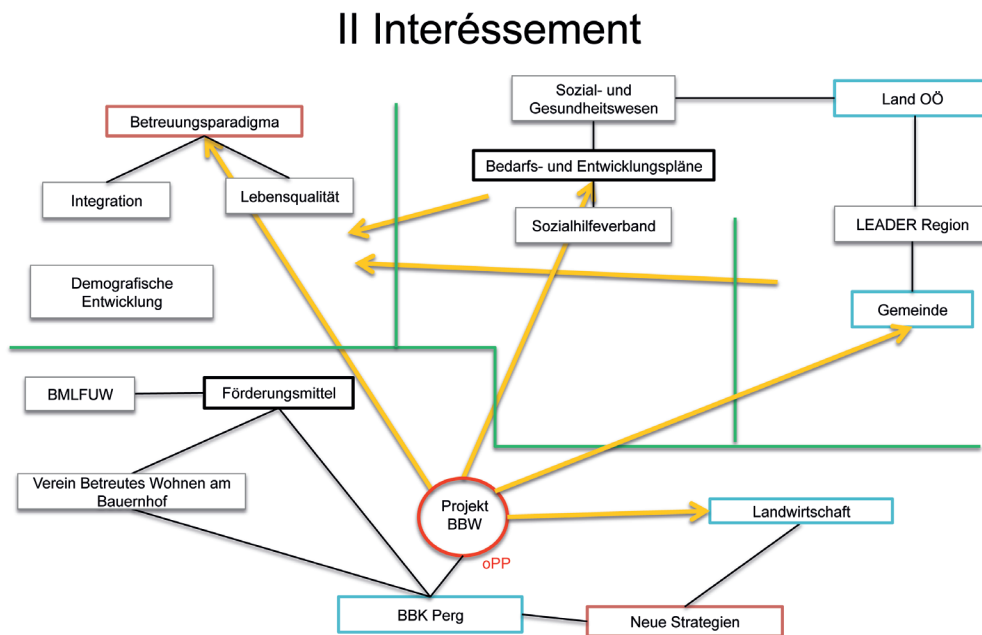 II Interéssement
Sozial- und
Gesundheitswesen
Land OÖ
Betreuungsparadigma
Bedarfs- und Entwicklungspläne
Integration
Lebensqualität
Sozialhilfeverband
LEADER Region
Demografische
Entwicklung
Gemeinde
BMLFUW
Förderungsmittel
Verein Betreutes Wohnen am
Bauernhof
Projekt
BBW
oPP
Landwirtschaft
BBK Perg
Neue Strategien